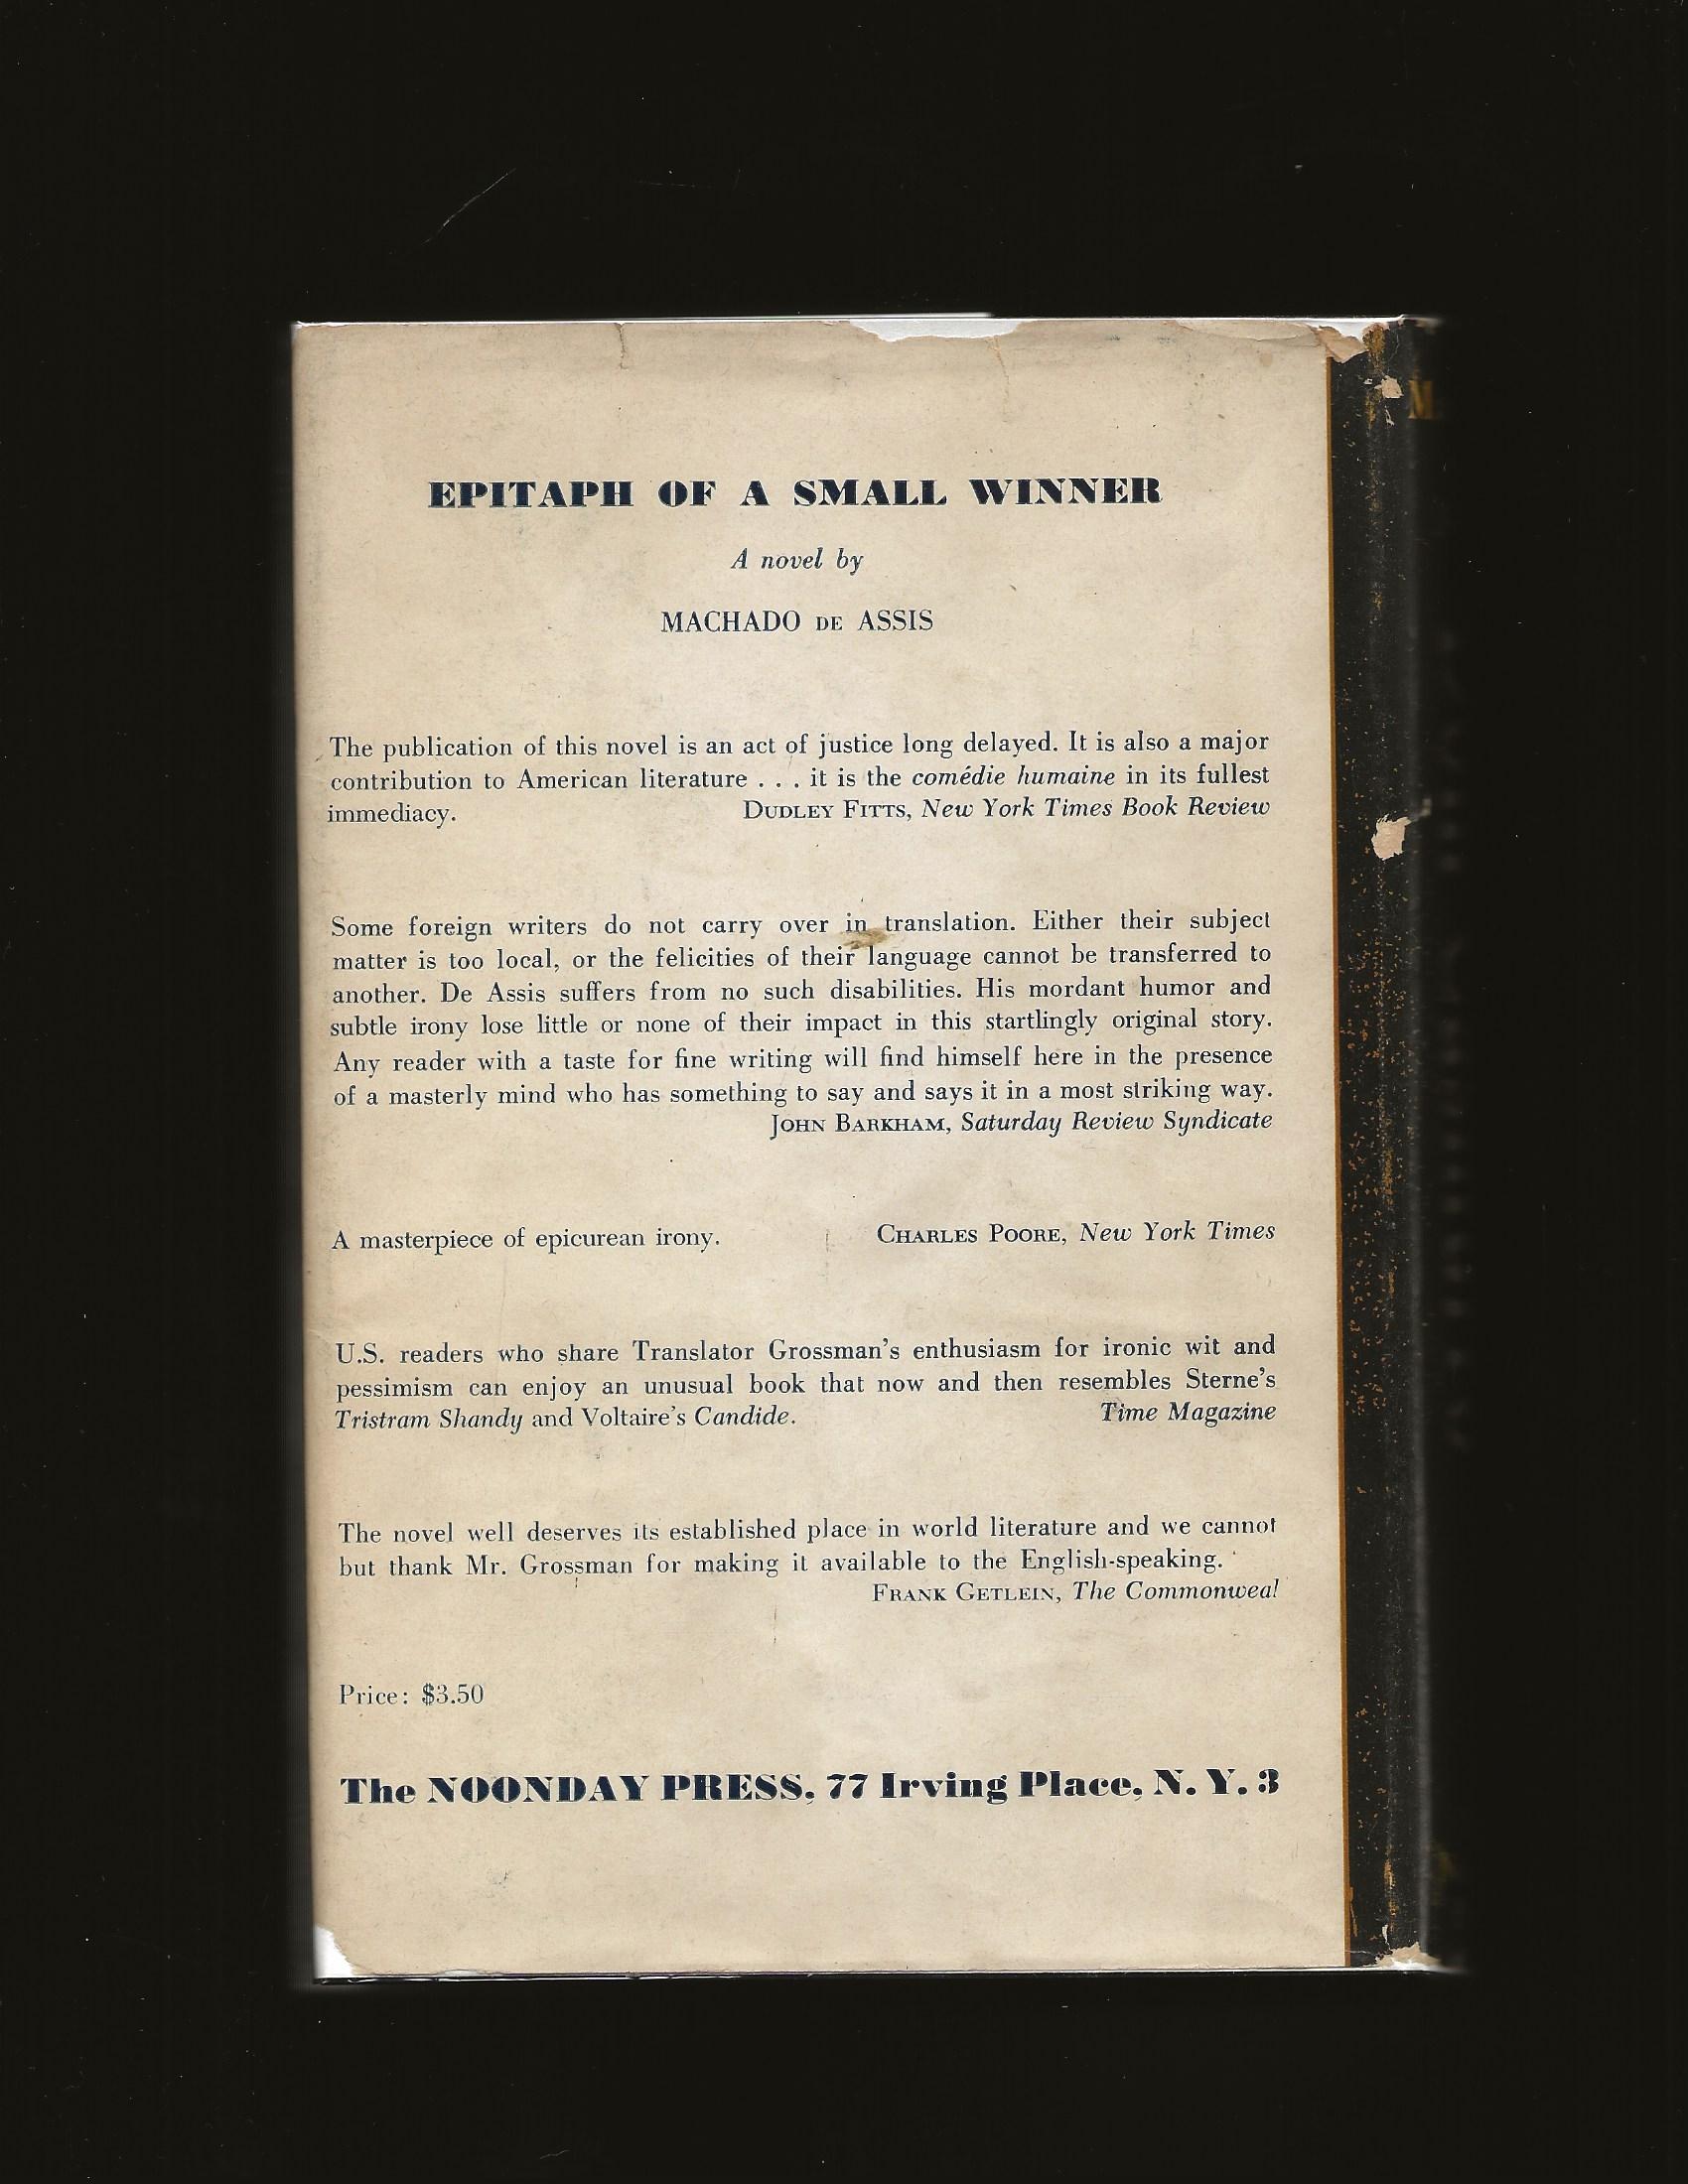 EPITAPH OF A SMALL WINNER
A novel by
MACHADO DE ASSIS
The publication of this novel is an act of justice long delayed. It is also a major
contribution to American literature . . . it is the comédie humaine in its fullest
immediacy. DUDLEY FITTS, New York Times Book Review
Some foreign writers do not carry over in translation. Either their subject
matter is too local, or the felicities of their language cannot be transferred to
another. De Assis suffers from no such disabilities. His mordant humor and
subtle irony lose little or none of their impact in this startlingly original story.
Any reader with a taste for fine writing will find himself here in the presence
of a masterly mind who has something to say and says it in a most striking way.
JOHN BARKHAM, Saturday Review Syndicate
A masterpiece of epicurean irony. CHARLES POORE, New York Times
U.S. readers who share Translator Grossman's enthusiasm for ironic wit and
pessimism can enjoy an unusual book that now and then resembles Sterne's
Tristram Shandy and Voltaire's Candide. Time Magazine
The novel well deserves its established place in world literature and we cannot
but thank Mr. Grossman for making it available to the English-speaking.
FRANK GETLEIN, The Commonweal
Price: $3.50
The NOONDAY PRESS, 77 Irving Place, N. Y. 3